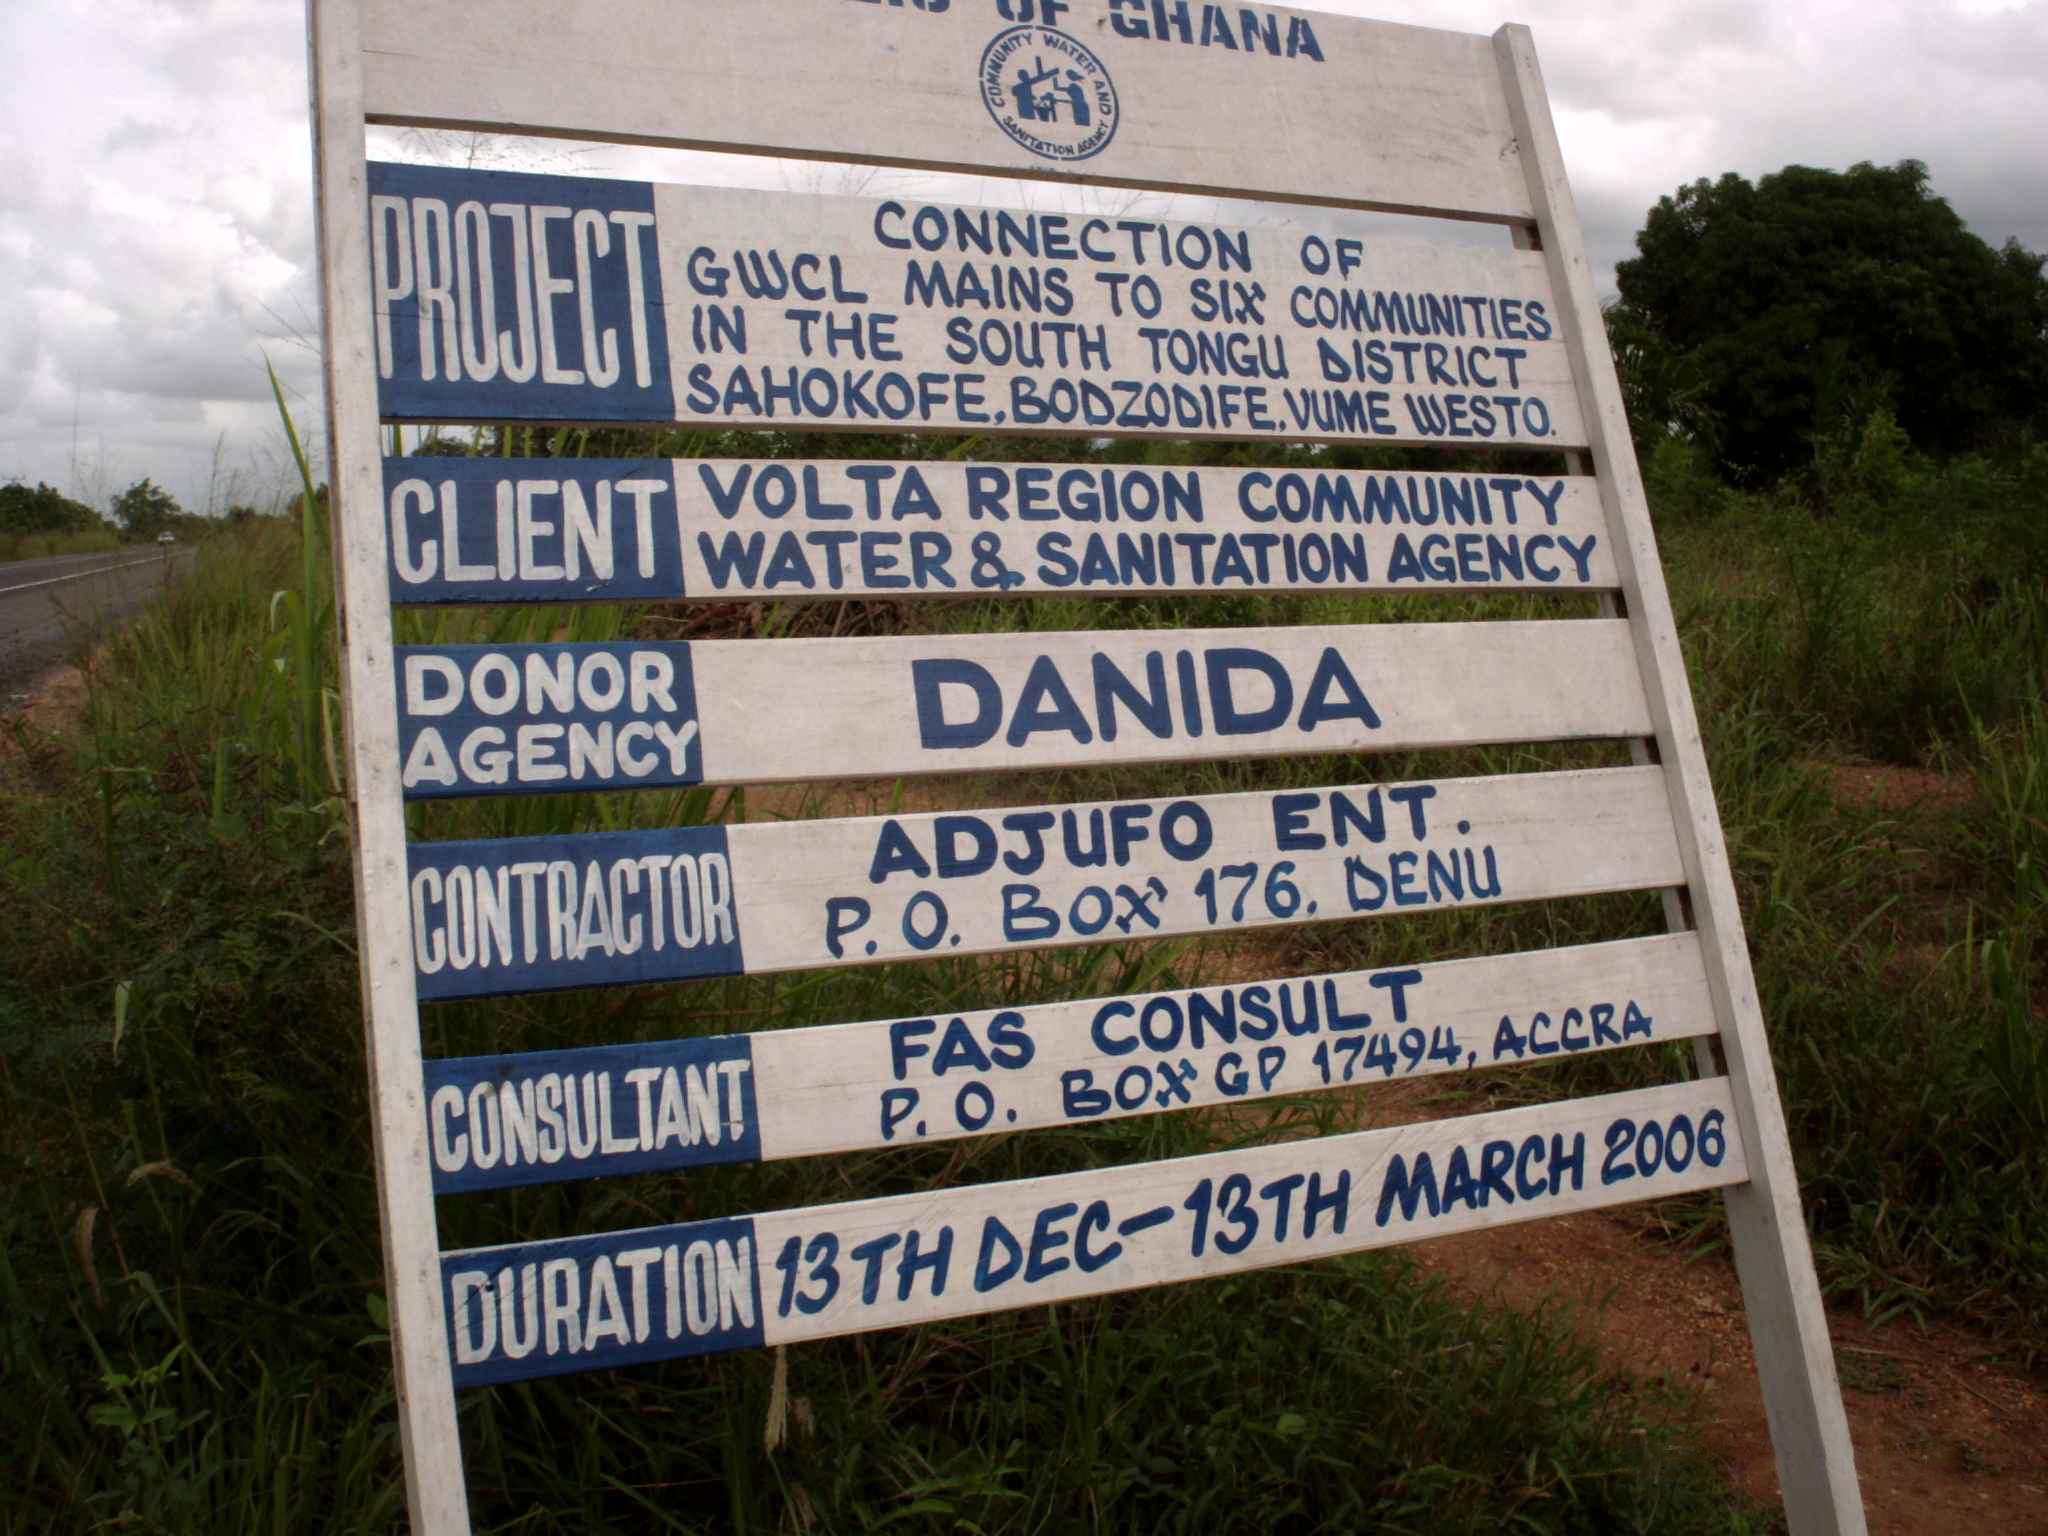 OF GHANA
COMMUNITY WATER AND
SANITATION AGENCY
PROJECT
CONNECTION OF
GWCL MAINS TO SIX COMMUNITIES
IN THE SOUTH TONGU DISTRICT
SAHOKOFE, BODZODIFE, VUME WESTO.
CLIENT
VOLTA REGION COMMUNITY
WATER & SANITATION AGENCY
DONOR
AGENCY
DANIDA
CONTRACTOR
ADJUFO ENT.
P. O. BOX 176. DENU
CONSULTANT
FAS CONSULT
P. O. BOX GP 17494, ACCRA
DURATION
13TH DEC - 13TH MARCH 2006